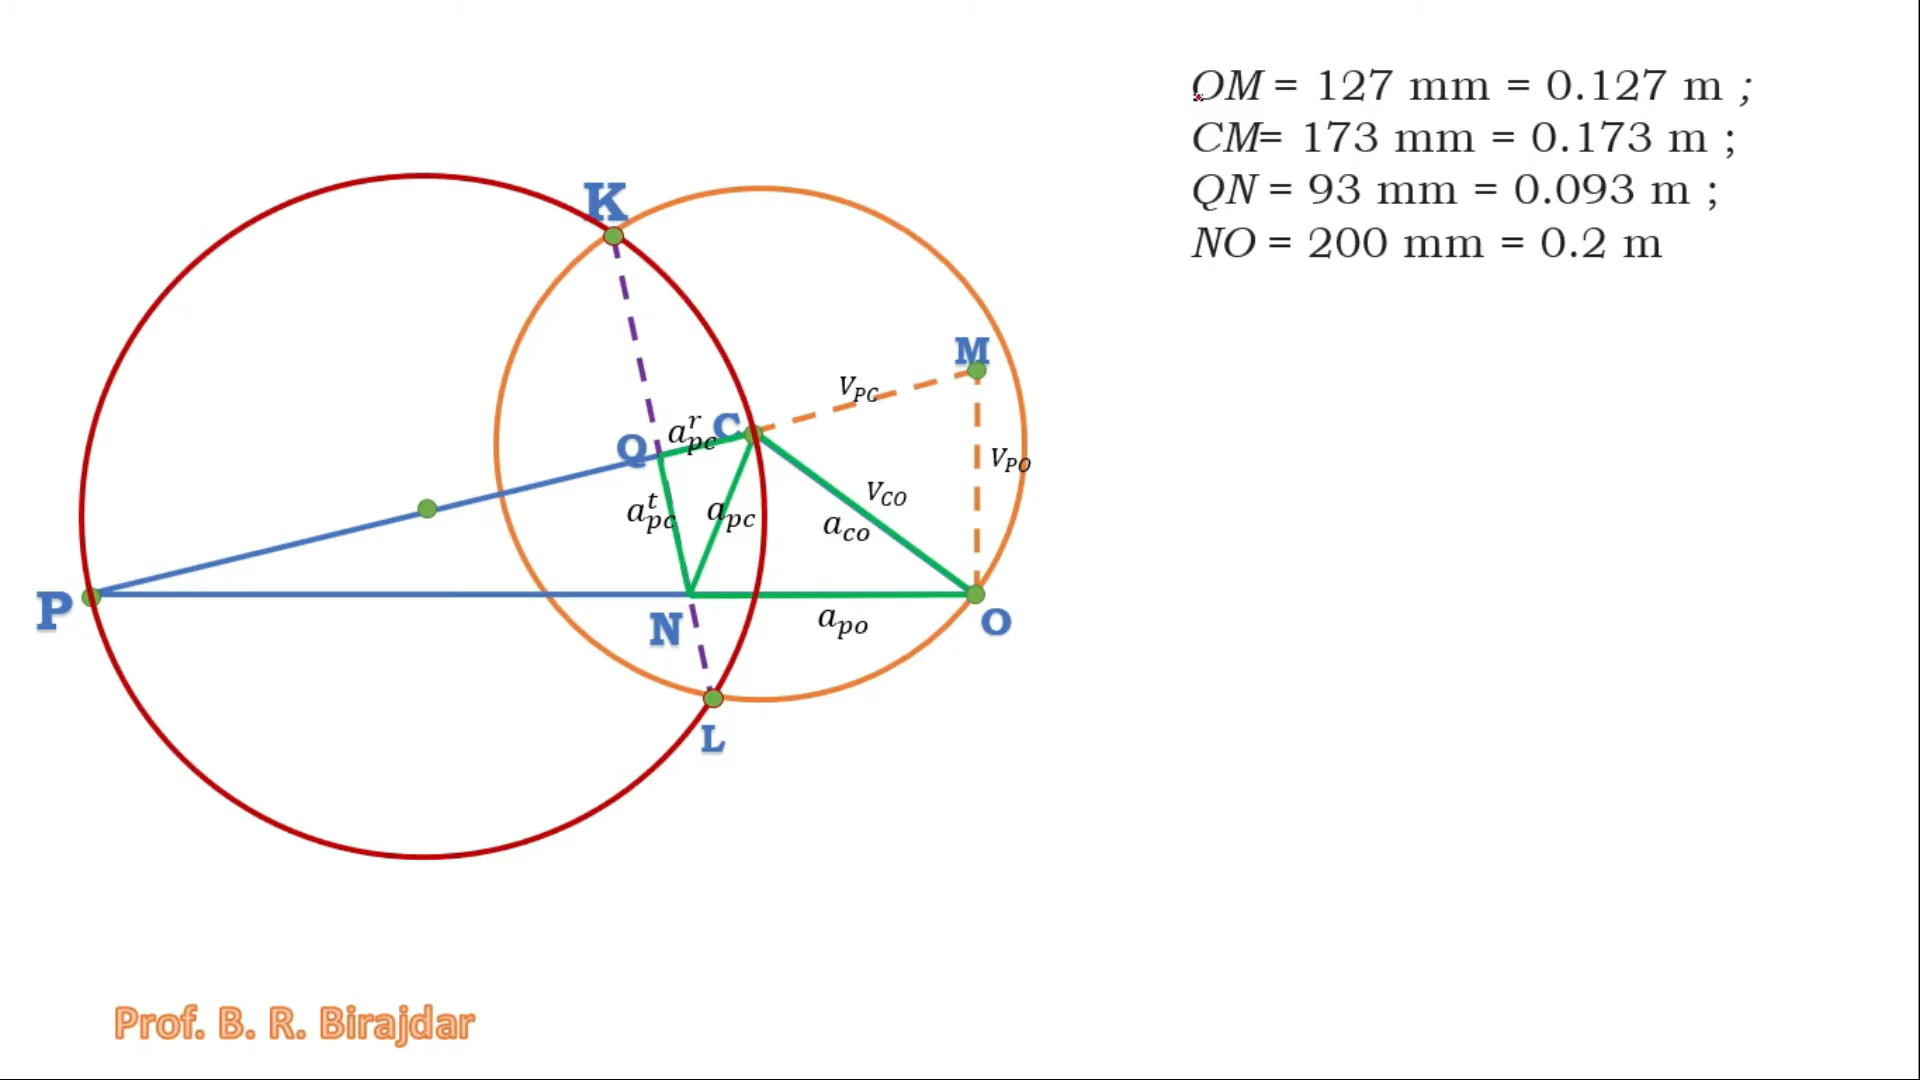 OM = 127 mm = 0.127 m ;
CM= 173 mm = 0.173 m ;
QN = 93 mm = 0.093 m ;
NO = 200 mm = 0.2 m
K
M
V_PC
C
a^r_pc
Q
V_PO
V_CO
a^t_pc
a_pc
a_co
P
N
a_po
O
L
Prof. B. R. Birajdar